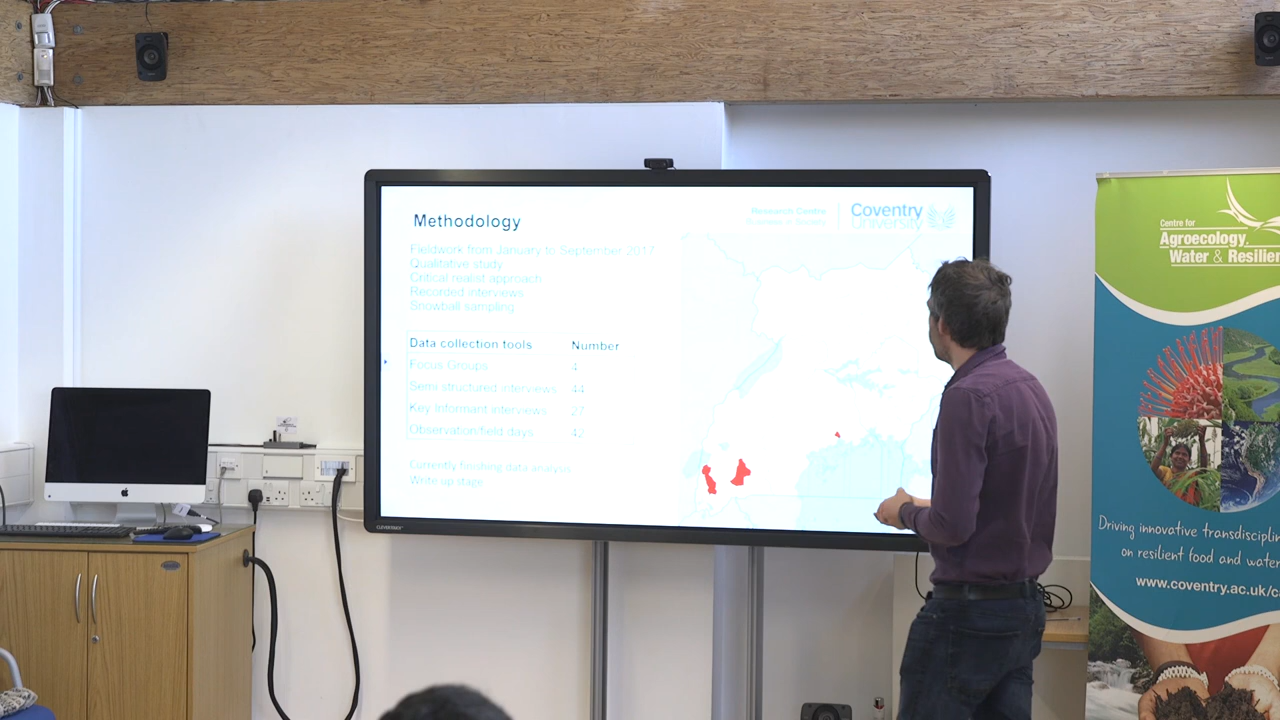 Methodology
Research Centre
Coventry
University
Fieldwork from January to September 2017
Qualitative study
Critical realist approach
Recorded interviews
Snowball sampling
Data collection tools Number
Focus Groups 4
Semi structured interviews 44
Key Informant interviews 27
Observation/field days 42
Currently finishing data analysis
Write up stage
CLEVERTOUCH
Centre for
Agroecology,
Water & Resilien
Driving innovative transdisciplin
on resilient food and water
www.coventry.ac.uk/c